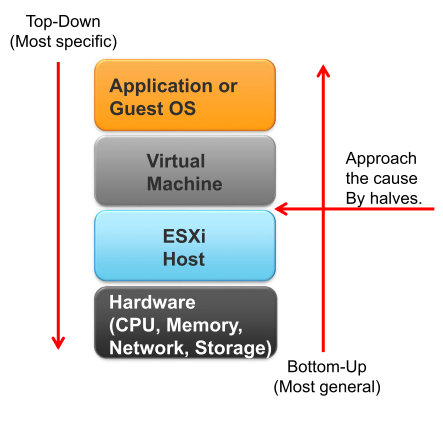 Top-Down
(Most specific)
Application or
Guest OS
Virtual
Machine
Approach
the cause
By halves.
ESXi
Host
Hardware
(CPU, Memory,
Network, Storage)
Bottom-Up
(Most general)